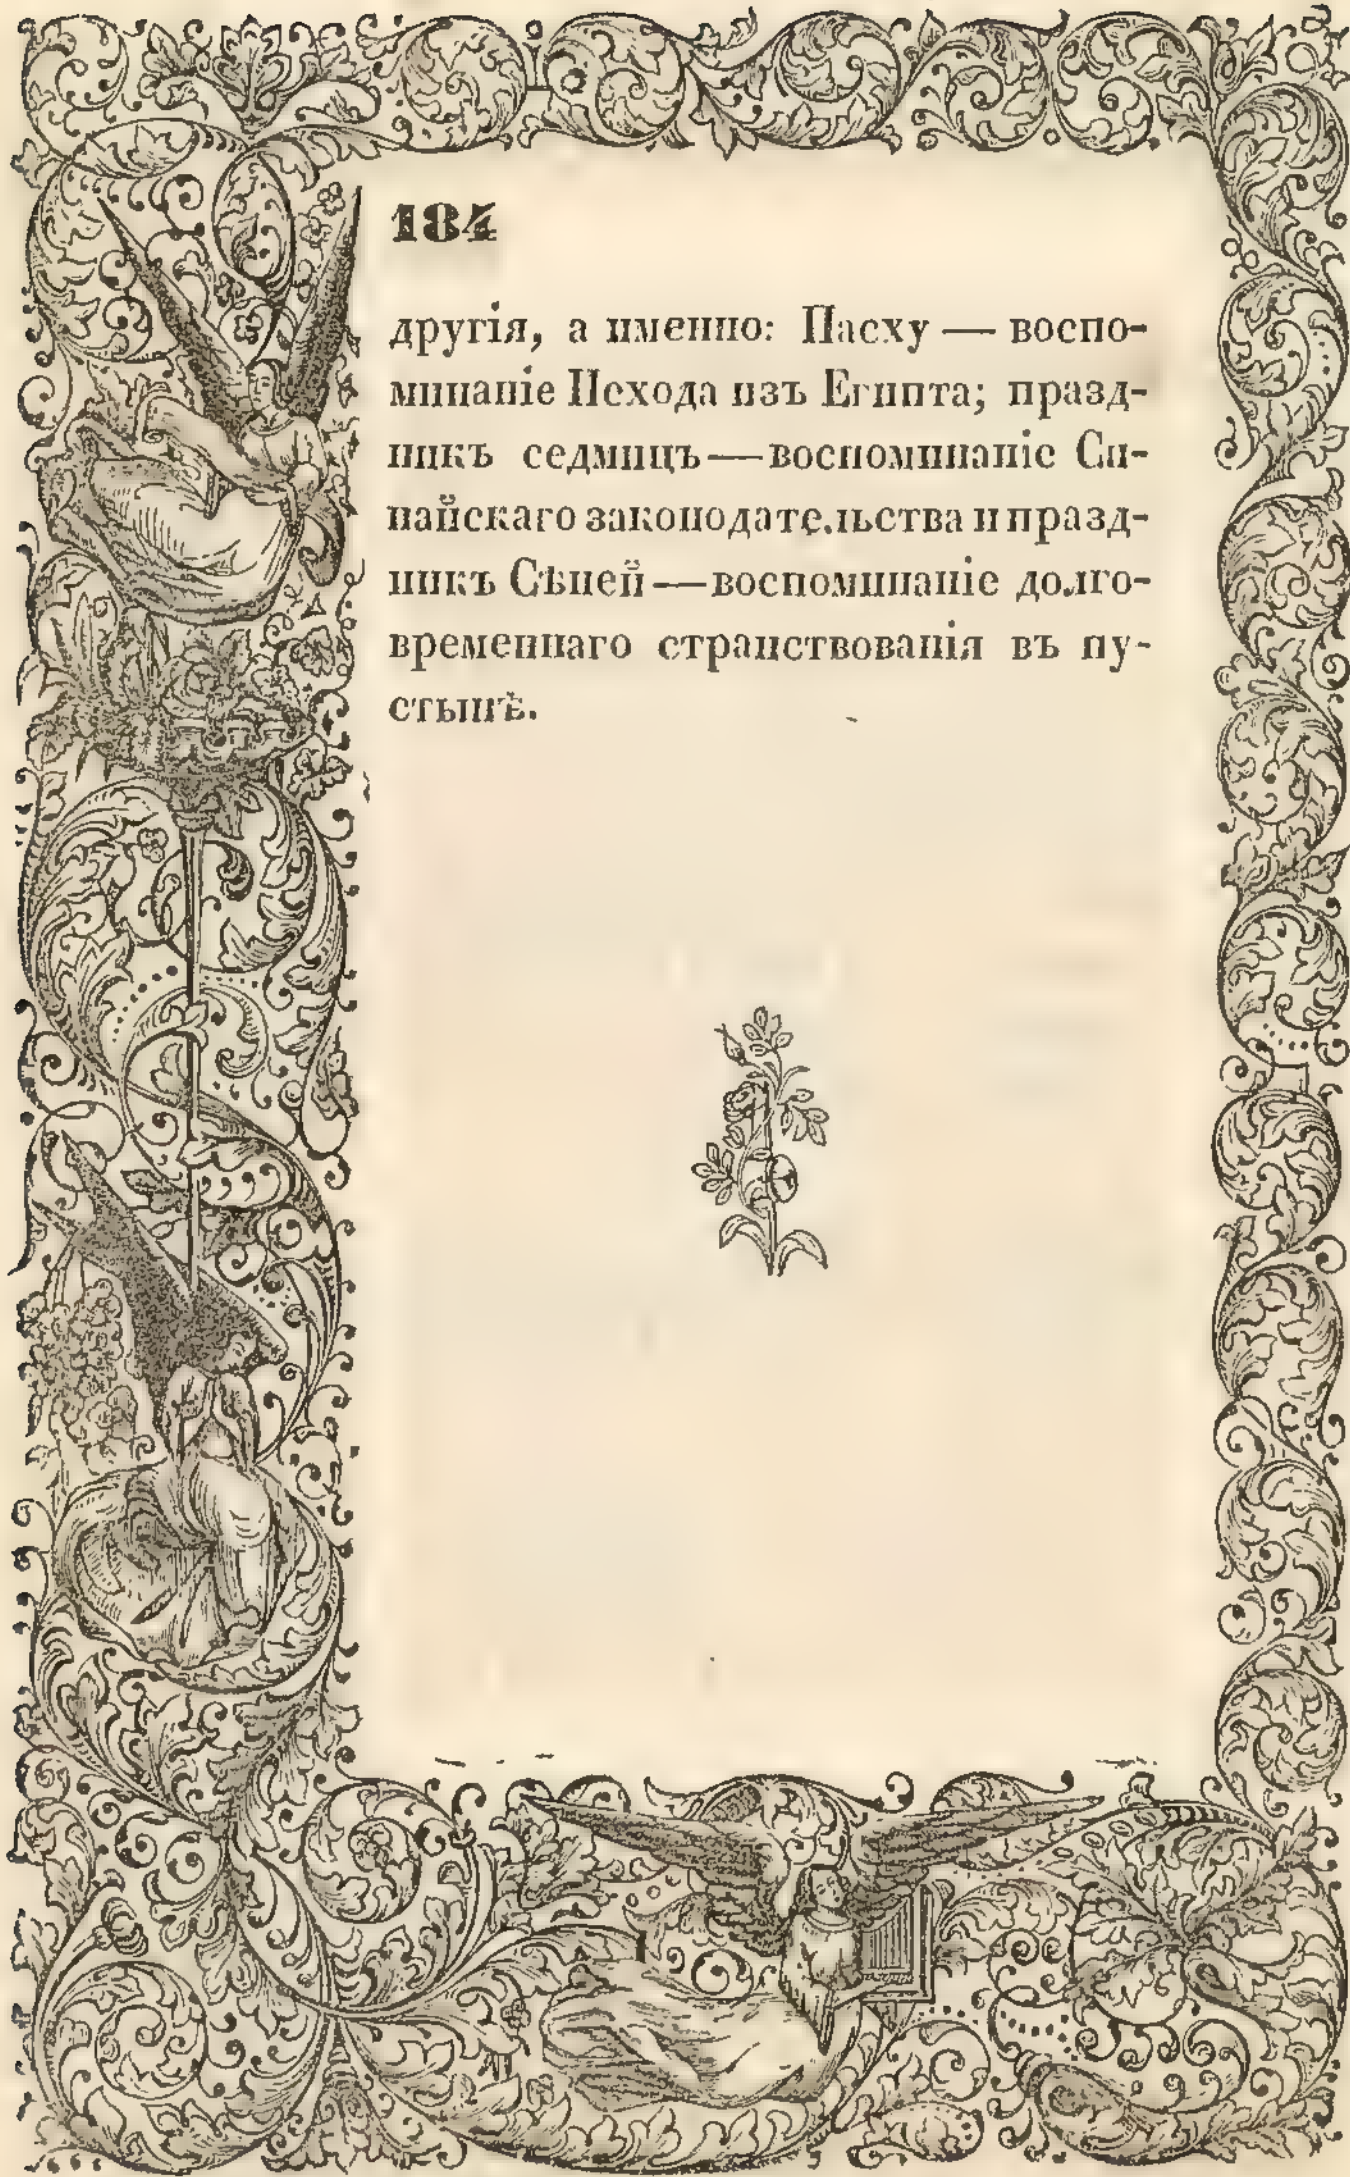 184
другія, а именно: Пасху — воспо-
минаніе Исхода изъ Египта; празд-
никъ седмицъ — воспоминаніе Си-
найскаго законодательства и празд-
никъ Сѣней — воспоминаніе долго-
временнаго странствованія въ пу-
стынѣ.